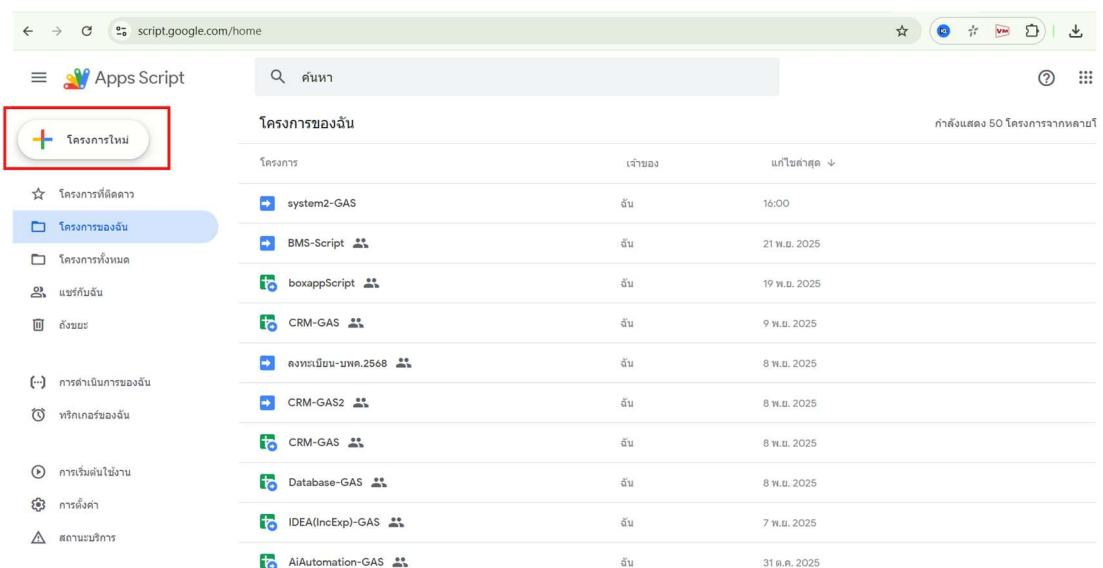 script.google.com/home
Apps Script
ค้นหา
โครงการใหม่
โครงการที่ติดดาว
โครงการของฉัน
โครงการทั้งหมด
แชร์กับฉัน
ถังขยะ
การดำเนินการของฉัน
ทริกเกอร์ของฉัน
การเริ่มต้นใช้งาน
การตั้งค่า
สถานะบริการ
โครงการของฉัน
กำลังแสดง 50 โครงการจากหลายโ
โครงการ เจ้าของ แก้ไขล่าสุด
system2-GAS ฉัน 16:00
BMS-Script ฉัน 21 พ.ย. 2025
boxappScript ฉัน 19 พ.ย. 2025
CRM-GAS ฉัน 9 พ.ย. 2025
ลงทะเบียน-บพค.2568 ฉัน 8 พ.ย. 2025
CRM-GAS2 ฉัน 8 พ.ย. 2025
CRM-GAS ฉัน 8 พ.ย. 2025
Database-GAS ฉัน 8 พ.ย. 2025
IDEA(IncExp)-GAS ฉัน 7 พ.ย. 2025
AiAutomation-GAS ฉัน 31 ต.ค. 2025